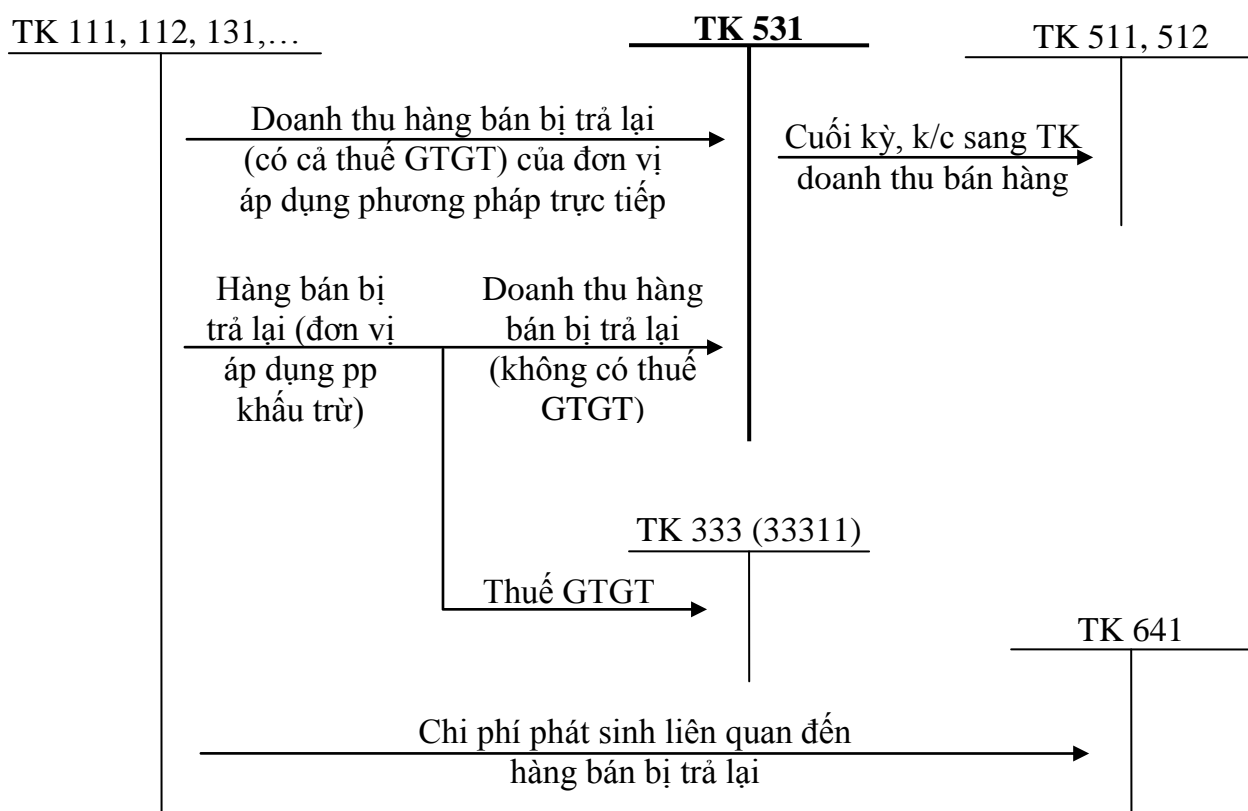 TK 111, 112, 131,…
TK 531
TK 511, 512
Doanh thu hàng bán bị trả lại
(có cả thuế GTGT) của đơn vị
áp dụng phương pháp trực tiếp
Cuối kỳ, k/c sang TK
doanh thu bán hàng
Hàng bán bị
trả lại (đơn vị
áp dụng pp
khấu trừ)
Doanh thu hàng
bán bị trả lại
(không có thuế
GTGT)
TK 333 (33311)
Thuế GTGT
TK 641
Chi phí phát sinh liên quan đến
hàng bán bị trả lại